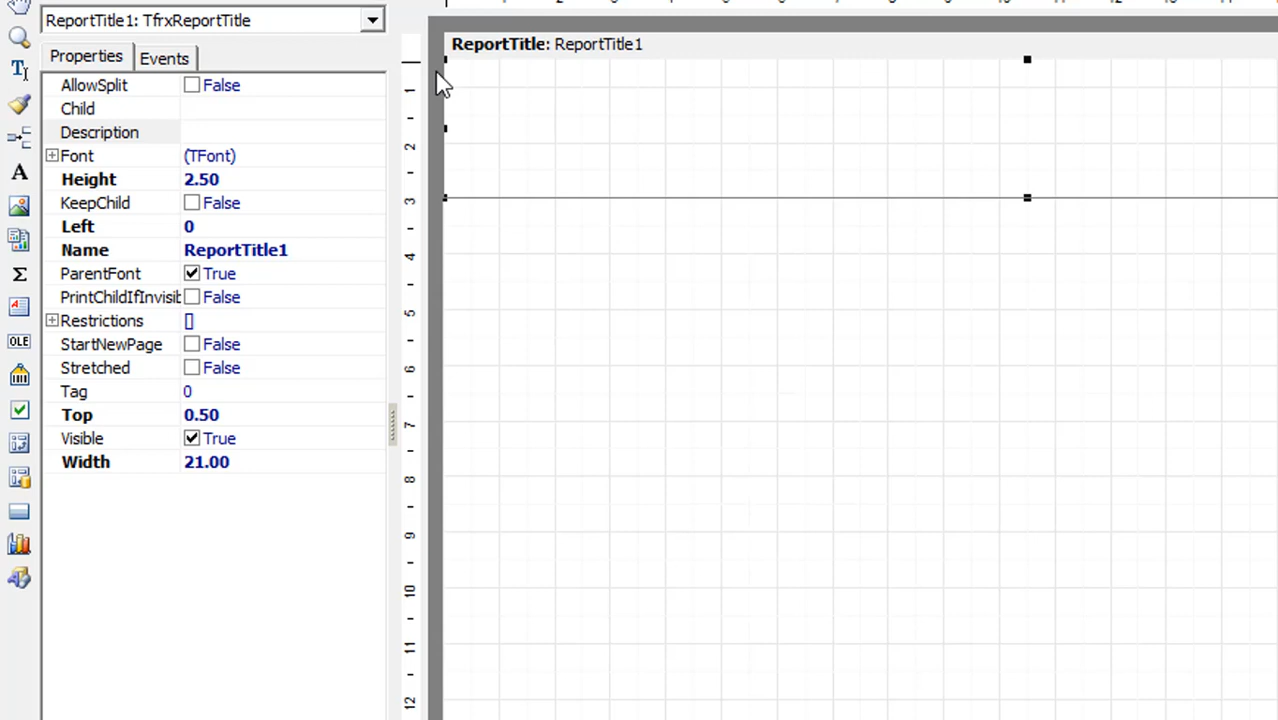 ReportTitle1: TfrxReportTitle
Properties
Events
AllowSplit False
Child
Description
Font (TFont)
Height 2.50
KeepChild False
Left 0
Name ReportTitle1
ParentFont True
PrintChildIfInvisib False
Restrictions []
StartNewPage False
Stretched False
Tag 0
Top 0.50
Visible True
Width 21.00
T
A
Σ
A
OLE
ReportTitle: ReportTitle1
1
2
3
4
5
6
7
8
9
10
11
12